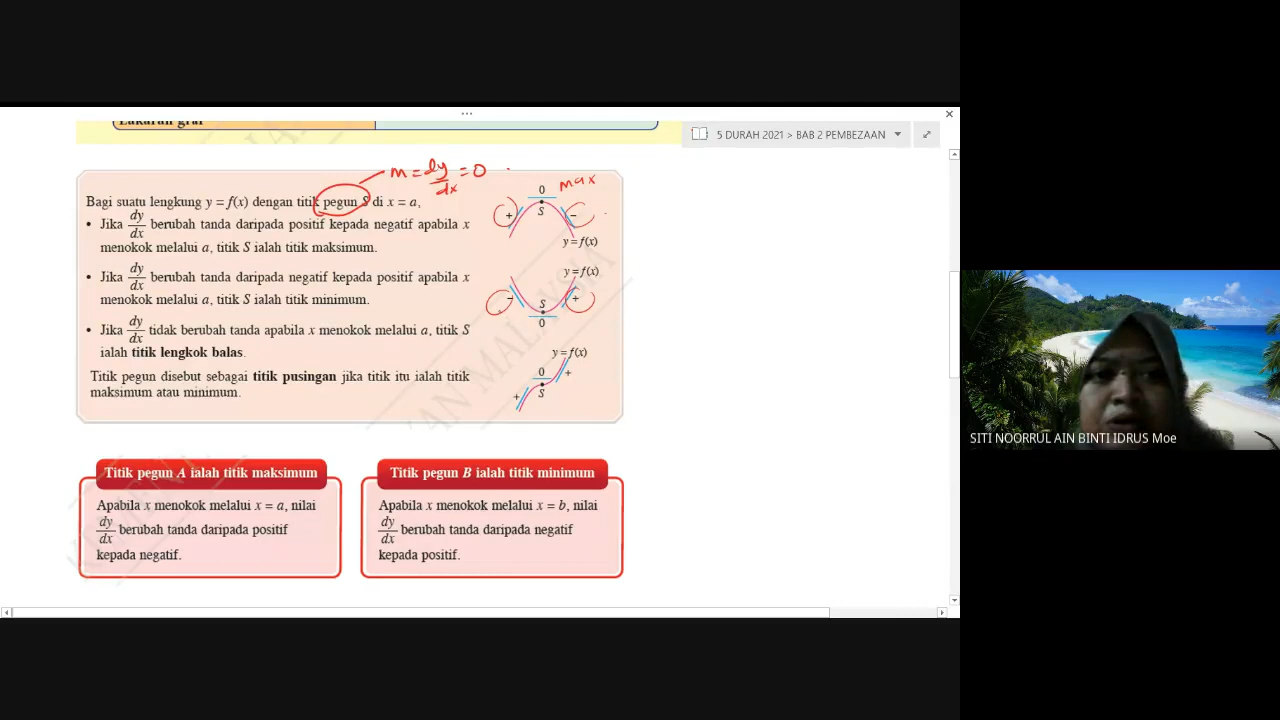 Lakaran graf
5 DURAH 2021 > BAB 2 PEMBEZAAN
m = dy/dx = 0
Bagi suatu lengkung y = f(x) dengan titik pegun S di x = a,
• Jika dy/dx berubah tanda daripada positif kepada negatif apabila x
menokok melalui a, titik S ialah titik maksimum.
• Jika dy/dx berubah tanda daripada negatif kepada positif apabila x
menokok melalui a, titik S ialah titik minimum.
• Jika dy/dx tidak berubah tanda apabila x menokok melalui a, titik S
ialah titik lengkok balas.
Titik pegun disebut sebagai titik pusingan jika titik itu ialah titik
maksimum atau minimum.
max
0
+ S −
y = f(x)
y = f(x)
− S +
0
y = f(x)
0 +
+ S
Titik pegun A ialah titik maksimum
Apabila x menokok melalui x = a, nilai
dy/dx berubah tanda daripada positif
kepada negatif.
Titik pegun B ialah titik minimum
Apabila x menokok melalui x = b, nilai
dy/dx berubah tanda daripada negatif
kepada positif.
SITI NOORRUL AIN BINTI IDRUS Moe